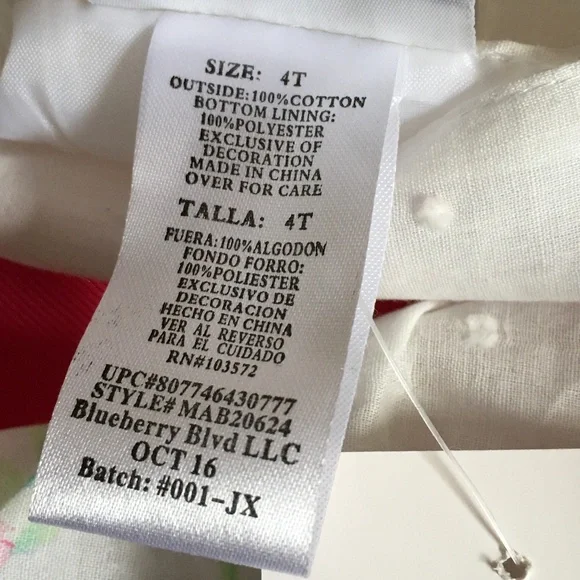 SIZE: 4T
OUTSIDE:100%COTTON
BOTTOM LINING:
100%POLYESTER
EXCLUSIVE OF
DECORATION
MADE IN CHINA
OVER FOR CARE
TALLA: 4T
FUERA:100%ALGODON
FONDO FORRO:
100%POLIESTER
EXCLUSIVO DE
DECORACION
HECHO EN CHINA
VER AL REVERSO
PARA EL CUIDADO
RN#103572
UPC#807746430777
STYLE#MAB20624
Blueberry Blvd LLC
OCT 16
Batch: #001-JX